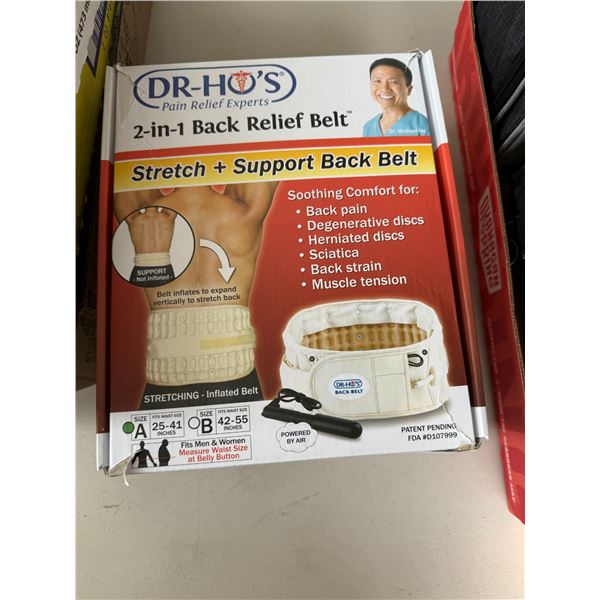 DR-HO'S®
Pain Relief Experts
2-in-1 Back Relief Belt™
Dr. Michael Ho
Stretch + Support Back Belt
Soothing Comfort for:
• Back pain
• Degenerative discs
• Herniated discs
• Sciatica
• Back strain
• Muscle tension
SUPPORT
- Not Inflated -
Belt inflates to expand
vertically to stretch back
STRETCHING - Inflated Belt
DR-HO'S
BACK BELT
SIZE A FITS WAIST SIZE 25-41 INCHES
SIZE B FITS WAIST SIZE 42-55 INCHES
Fits Men & Women
Measure Waist Size
at Belly Button
POWERED
BY AIR
PATENT PENDING
FDA #D107999